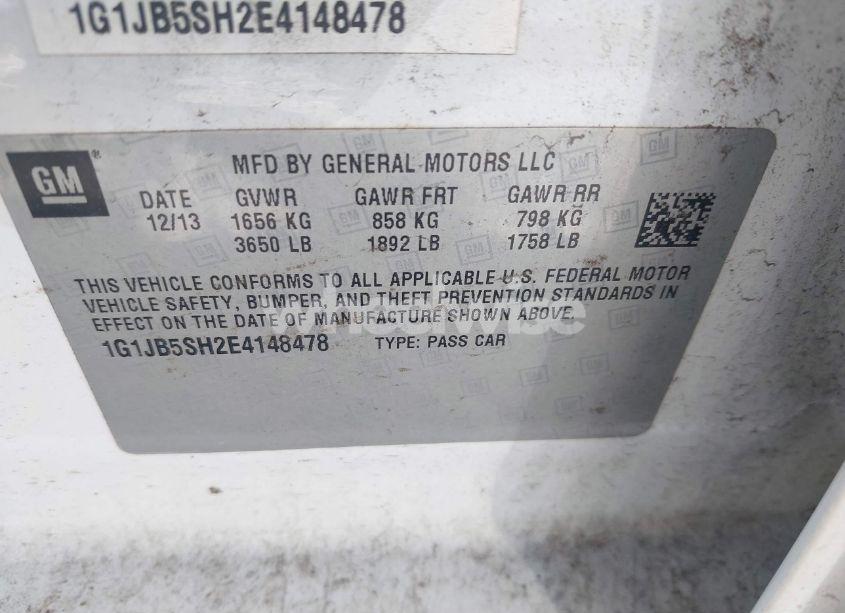 1G1JB5SH2E4148478
GM®
MFD BY GENERAL MOTORS LLC
DATE GVWR GAWR FRT GAWR RR
12/13 1656 KG 858 KG 798 KG
3650 LB 1892 LB 1758 LB
THIS VEHICLE CONFORMS TO ALL APPLICABLE U.S. FEDERAL MOTOR
VEHICLE SAFETY, BUMPER, AND THEFT PREVENTION STANDARDS IN
EFFECT ON THE DATE OF MANUFACTURE SHOWN ABOVE.
1G1JB5SH2E4148478 TYPE: PASS CAR